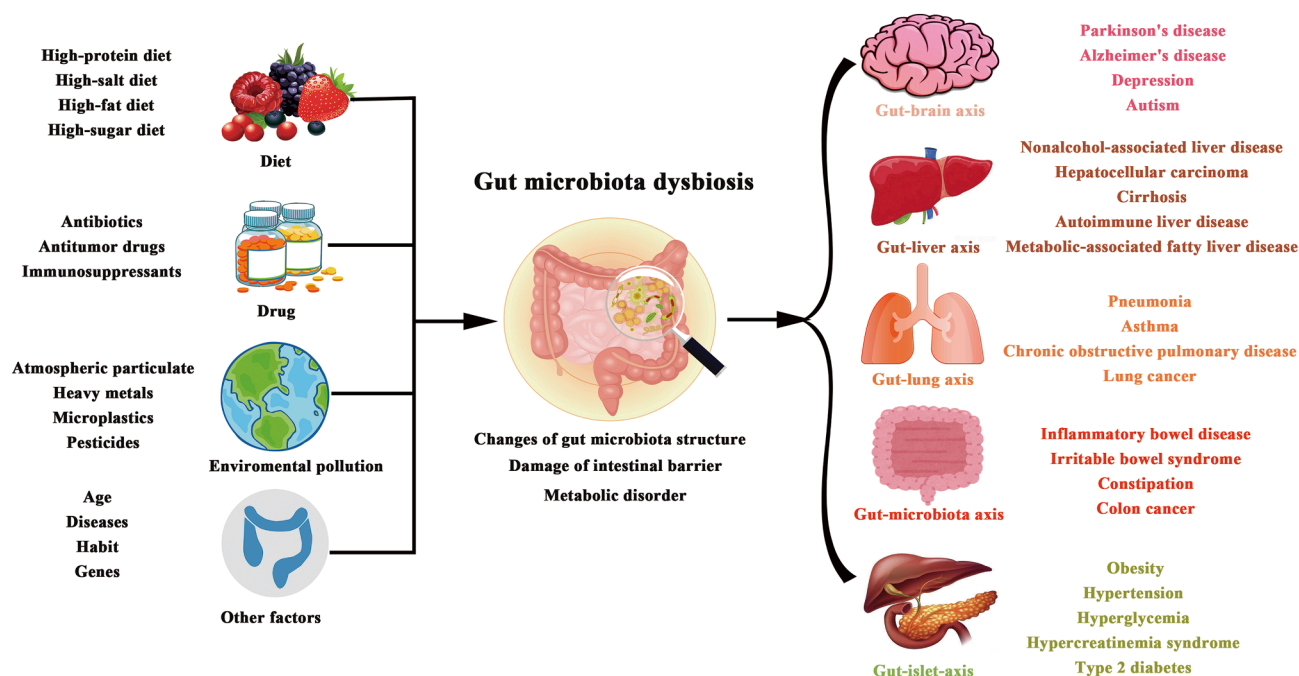 High-protein diet
High-salt diet
High-fat diet
High-sugar diet
Diet
Antibiotics
Antitumor drugs
Immunosuppressants
Drug
Atmospheric particulate
Heavy metals
Microplastics
Pesticides
Enviromental pollution
Age
Diseases
Habit
Genes
Other factors
Gut microbiota dysbiosis
Changes of gut microbiota structure
Damage of intestinal barrier
Metabolic disorder
Gut-brain axis
Parkinson's disease
Alzheimer's disease
Depression
Autism
Gut-liver axis
Nonalcohol-associated liver disease
Hepatocellular carcinoma
Cirrhosis
Autoimmune liver disease
Metabolic-associated fatty liver disease
Gut-lung axis
Pneumonia
Asthma
Chronic obstructive pulmonary disease
Lung cancer
Gut-microbiota axis
Inflammatory bowel disease
Irritable bowel syndrome
Constipation
Colon cancer
Gut-islet-axis
Obesity
Hypertension
Hyperglycemia
Hypercreatinemia syndrome
Type 2 diabetes